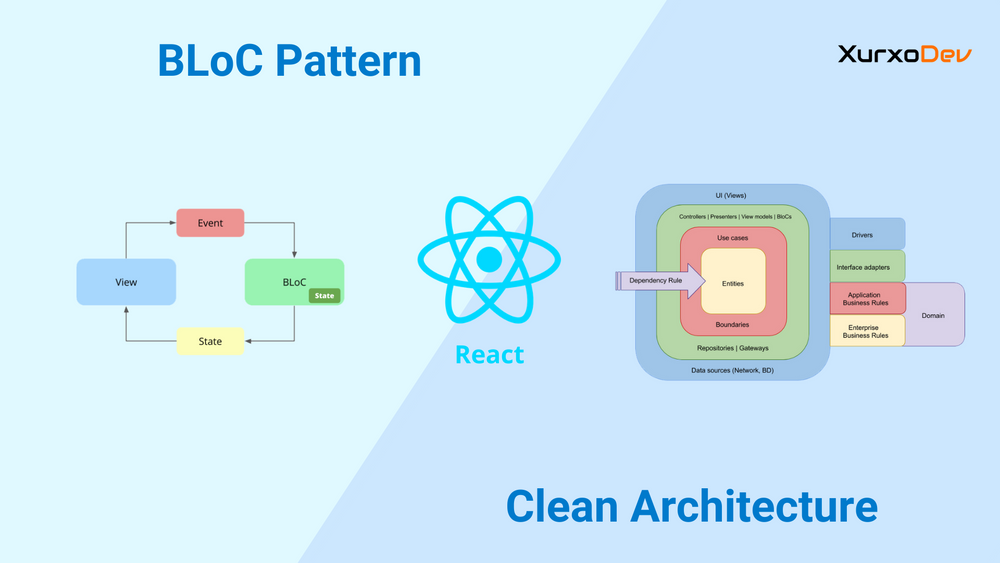 BLoC Pattern
XurxoDev
Event
View
BLoC
State
State
React
UI (Views)
Controllers | Presenters | View models | BloCs
Use cases
Dependency Rule
Entities
Boundaries
Repositories | Gateways
Data sources (Network, BD)
Drivers
Interface adapters
Application
Business Rules
Enterprise
Business Rules
Domain
Clean Architecture